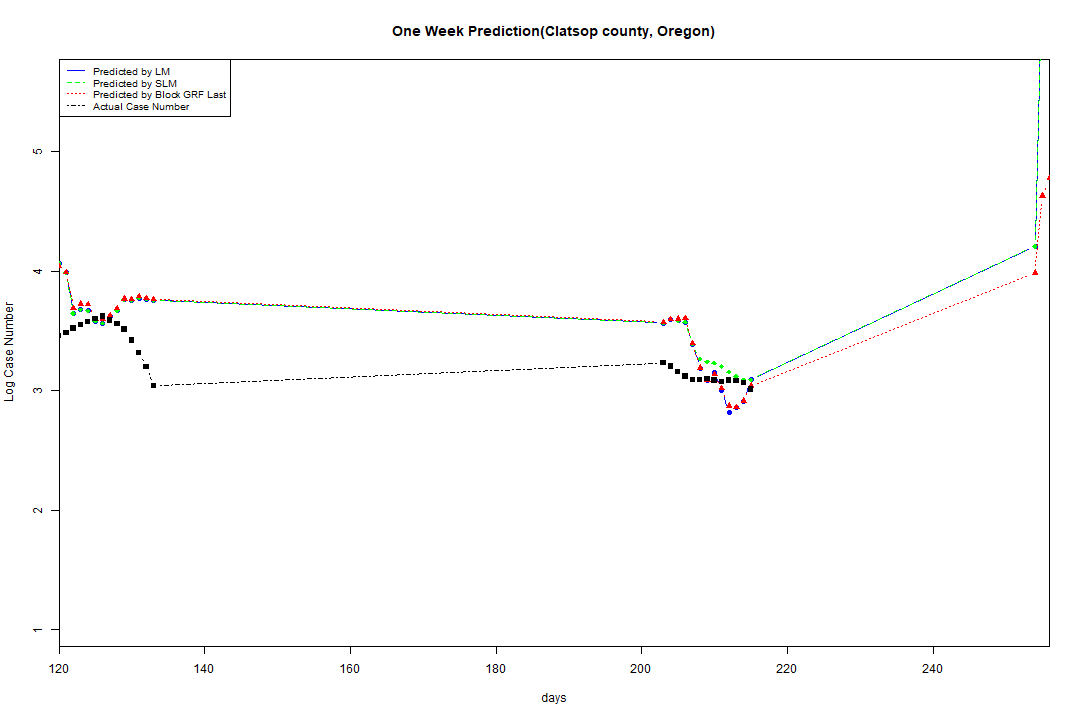 One Week Prediction(Clatsop county, Oregon)
Predicted by LM
Predicted by SLM
Predicted by Block GRF Last
Actual Case Number
5
4
3
2
1
Log Case Number
120 140 160 180 200 220 240
days